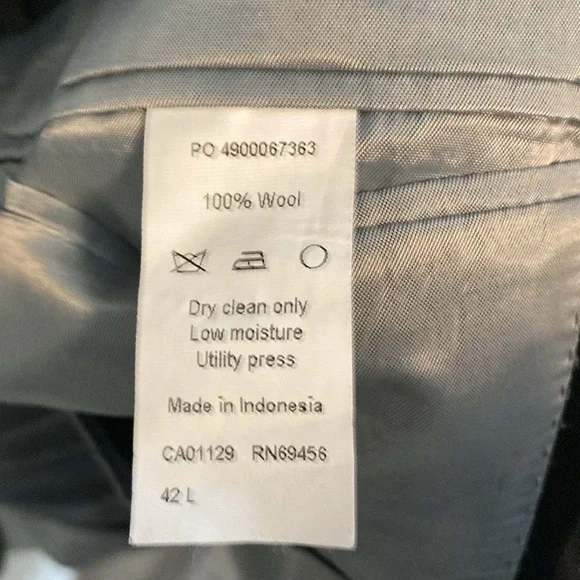 PO 4900067363
100% Wool
Dry clean only
Low moisture
Utility press
Made in Indonesia
CA01129 RN69456
42 L